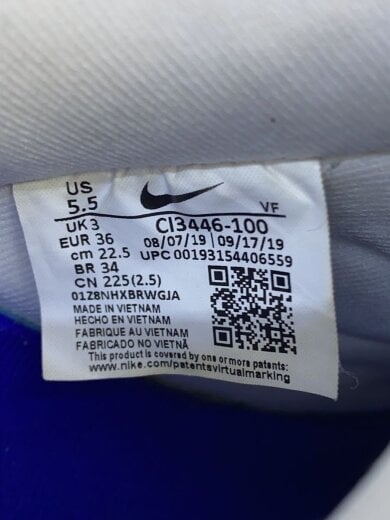 US
5.5
VF
UK 3
CI3446-100
EUR 36
08/07/19 | 09/17/19
cm 22.5
UPC 00193154406559
BR 34
CN 225(2.5)
01Z8NHXBRWGJA
MADE IN VIETNAM
HECHO EN VIETNAM
FABRIQUE AU VIETNAM
FABRICADO NO VIETNÃ
This product is covered by one or more patents:
www.nike.com/patentsvirtualmarking